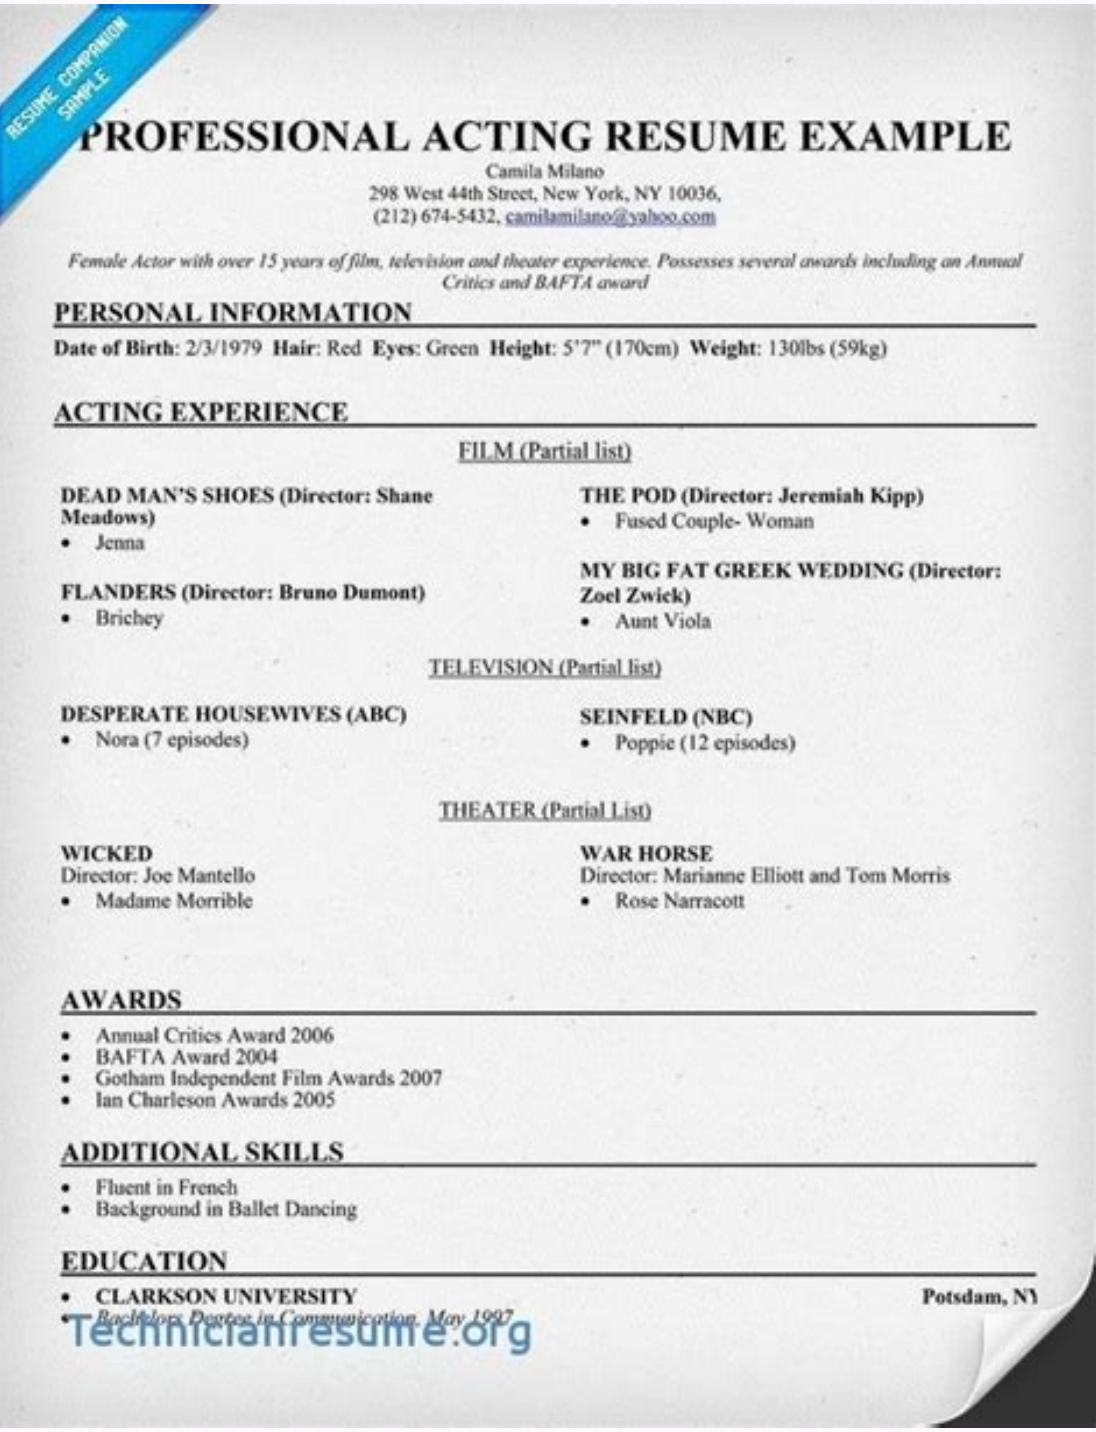 RESUME COMPANION
SAMPLE
PROFESSIONAL ACTING RESUME EXAMPLE
Camila Milano
298 West 44th Street, New York, NY 10036,
(212) 674-5432, camilamilano@yahoo.com
Female Actor with over 15 years of film, television and theater experience. Possesses several awards including an Annual
Critics and BAFTA award
PERSONAL INFORMATION
Date of Birth: 2/3/1979 Hair: Red Eyes: Green Height: 5'7" (170cm) Weight: 130lbs (59kg)
ACTING EXPERIENCE
FILM (Partial list)
DEAD MAN'S SHOES (Director: Shane
Meadows)
• Jenna
FLANDERS (Director: Bruno Dumont)
• Brichey
THE POD (Director: Jeremiah Kipp)
• Fused Couple- Woman
MY BIG FAT GREEK WEDDING (Director:
Zoel Zwick)
• Aunt Viola
TELEVISION (Partial list)
DESPERATE HOUSEWIVES (ABC)
• Nora (7 episodes)
SEINFELD (NBC)
• Poppie (12 episodes)
THEATER (Partial List)
WICKED
Director: Joe Mantello
• Madame Morrible
WAR HORSE
Director: Marianne Elliott and Tom Morris
• Rose Narracott
AWARDS
• Annual Critics Award 2006
• BAFTA Award 2004
• Gotham Independent Film Awards 2007
• Ian Charleson Awards 2005
ADDITIONAL SKILLS
• Fluent in French
• Background in Ballet Dancing
EDUCATION
• CLARKSON UNIVERSITY Potsdam, NY
• Bachelors Degree in Communication, May 1997
Technicianresume.org